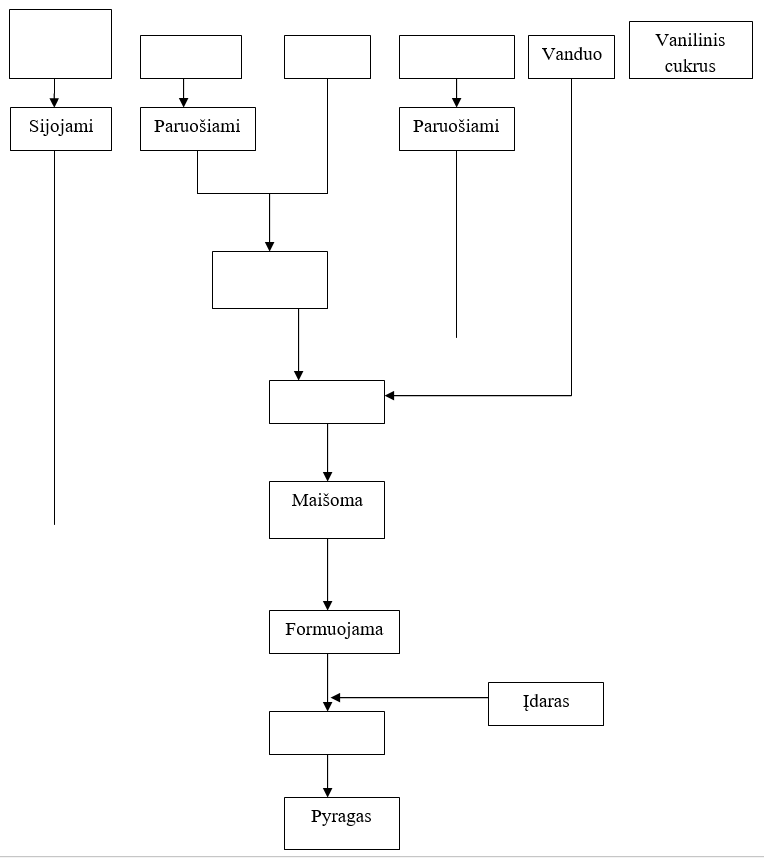 Vanduo
Vanilinis
cukrus
Sijojami
Paruošiami
Paruošiami
Maišoma
Formuojama
Įdaras
Pyragas